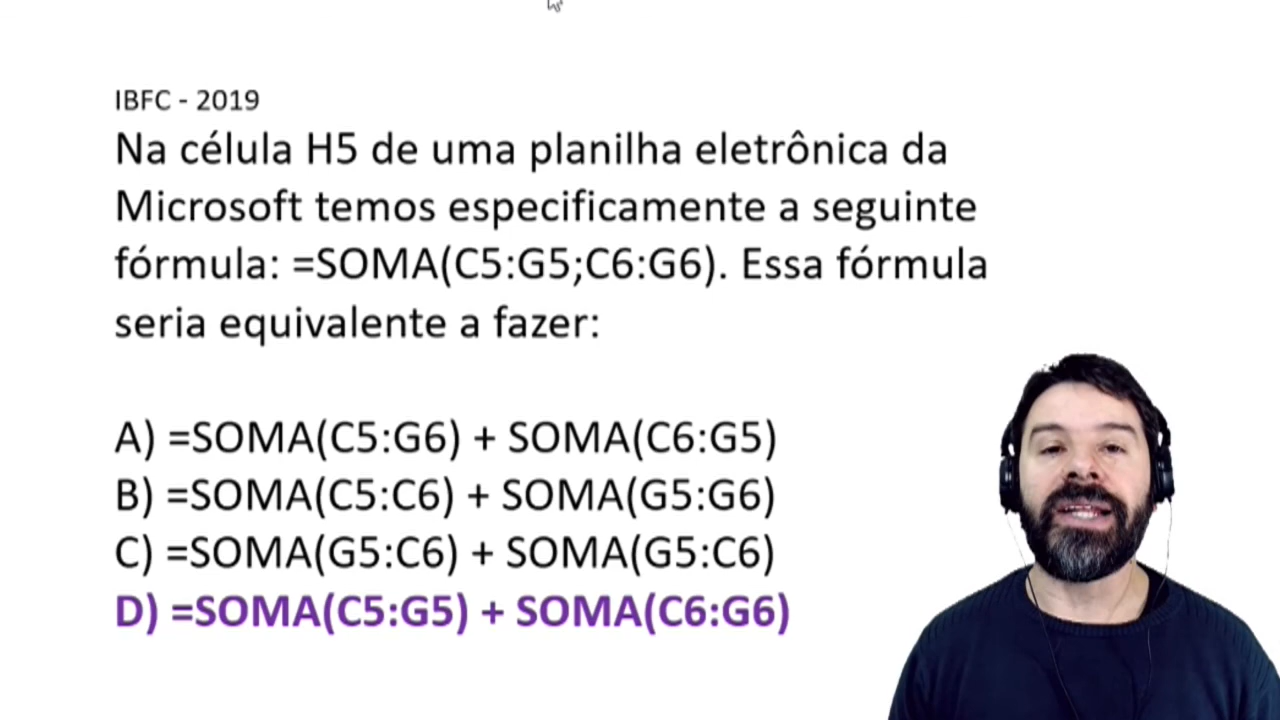 IBFC - 2019
Na célula H5 de uma planilha eletrônica da
Microsoft temos especificamente a seguinte
fórmula: =SOMA(C5:G5;C6:G6). Essa fórmula
seria equivalente a fazer:
A) =SOMA(C5:G6) + SOMA(C6:G5)
B) =SOMA(C5:C6) + SOMA(G5:G6)
C) =SOMA(G5:C6) + SOMA(G5:C6)
D) =SOMA(C5:G5) + SOMA(C6:G6)